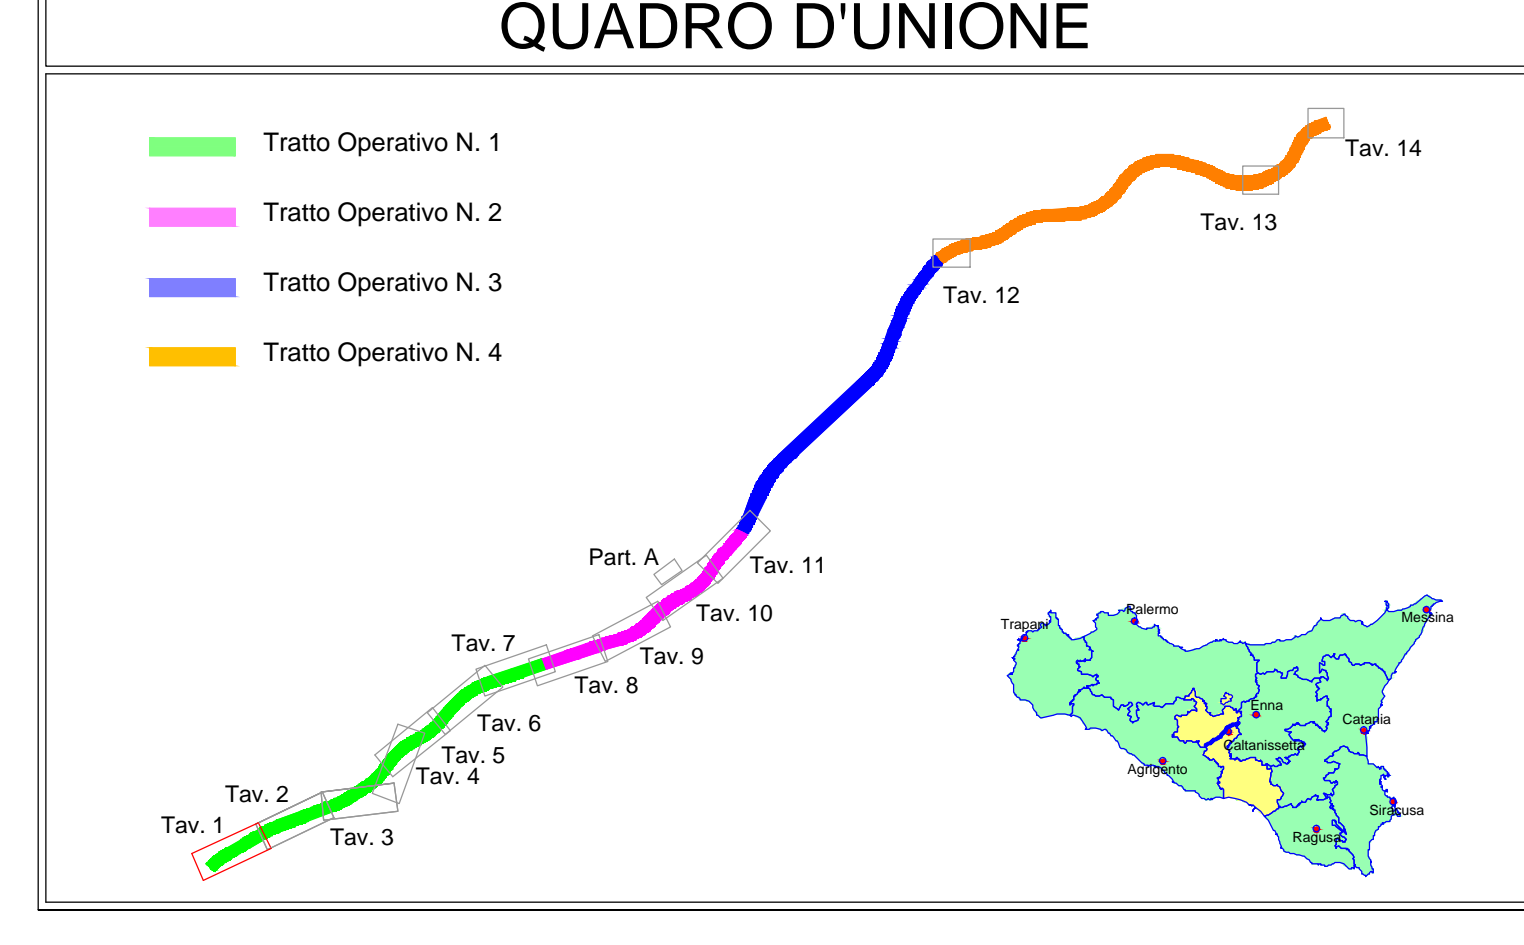 QUADRO D'UNIONE
Tratto Operativo N. 1
Tratto Operativo N. 2
Tratto Operativo N. 3
Tratto Operativo N. 4
Tav. 14
Tav. 13
Tav. 12
Part. A
Tav. 11
Tav. 10
Tav. 9
Tav. 8
Tav. 7
Tav. 6
Tav. 5
Tav. 4
Tav. 3
Tav. 2
Tav. 1
Palermo
Trapani
Messina
Enna
Catania
Caltanissetta
Agrigento
Siracusa
Ragusa